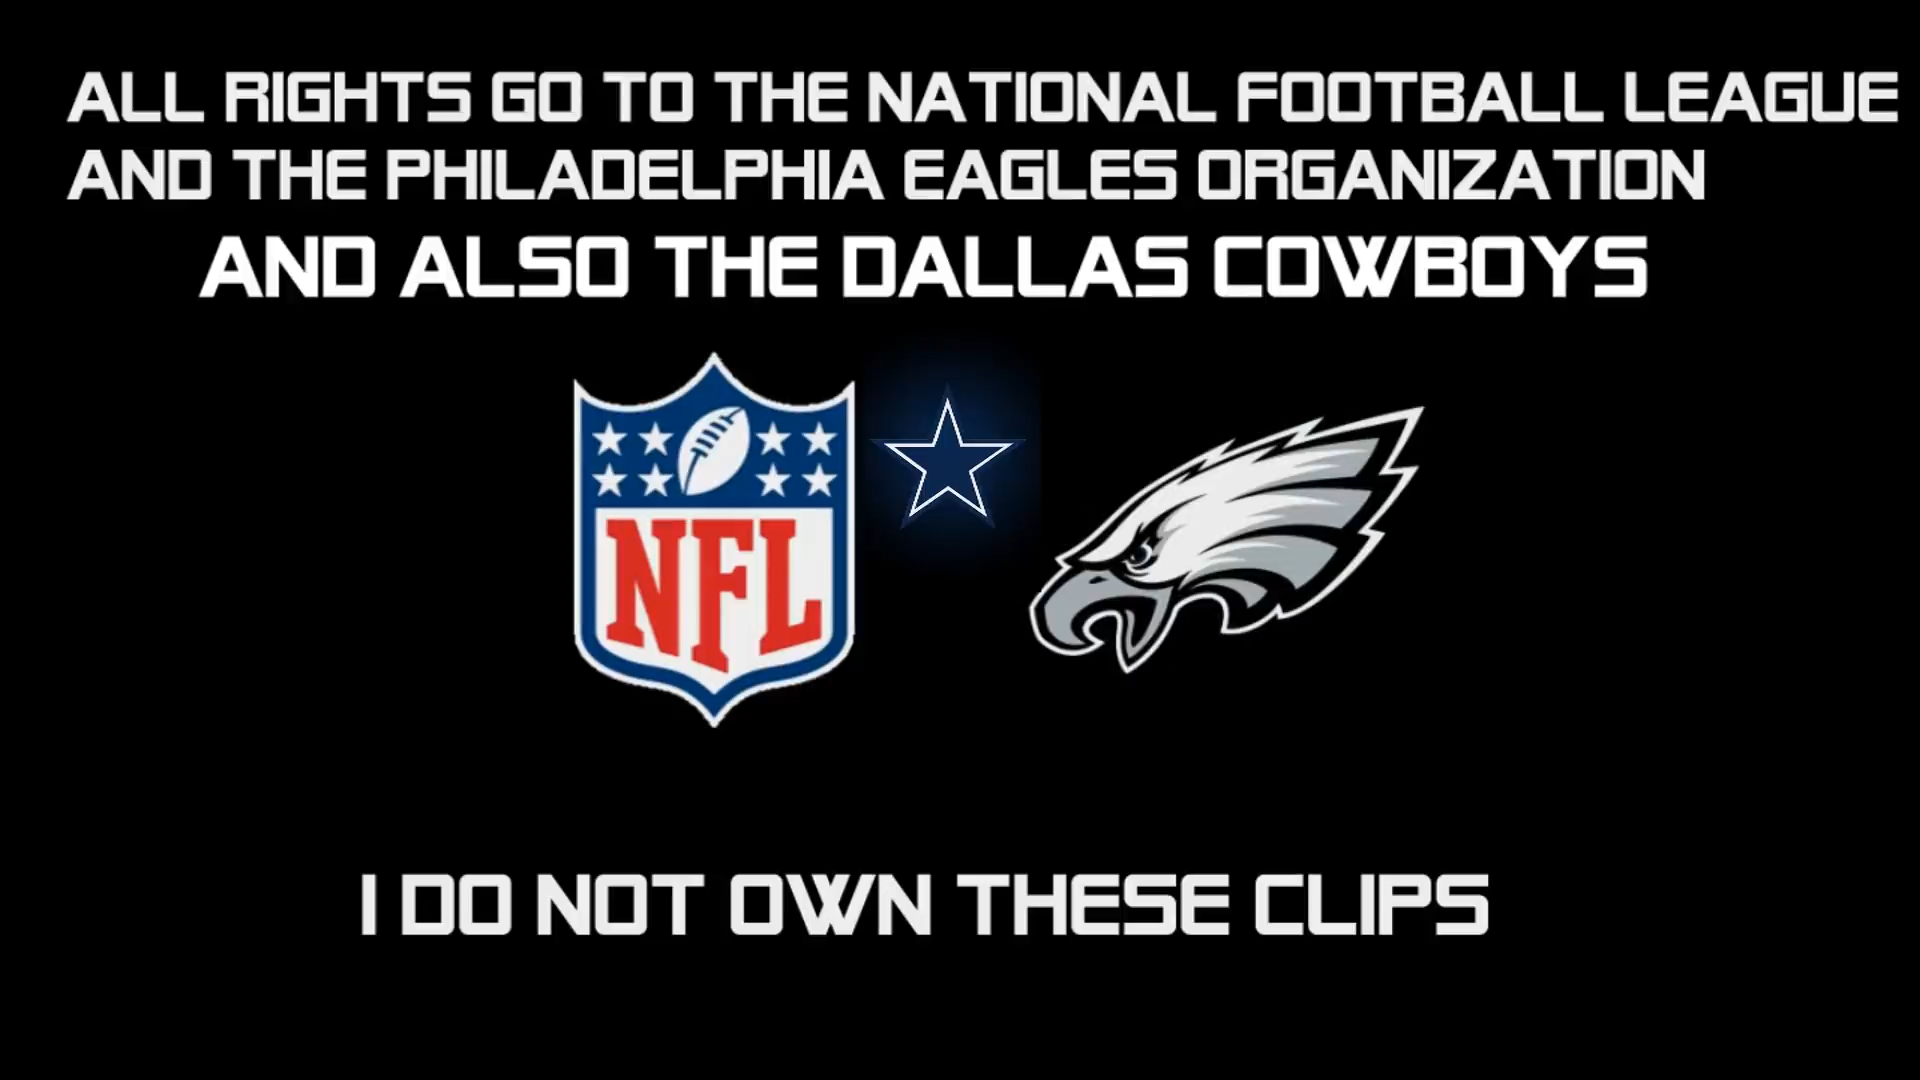 ALL RIGHTS GO TO THE NATIONAL FOOTBALL LEAGUE
AND THE PHILADELPHIA EAGLES ORGANIZATION
AND ALSO THE DALLAS COWBOYS
NFL
I DO NOT OWN THESE CLIPS